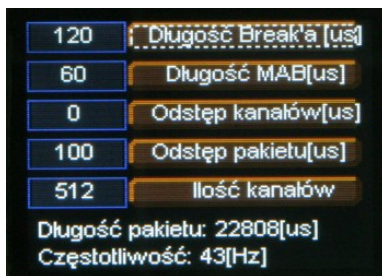 120 Długość Break'a [us]
60 Długość MAB[us]
0 Odstęp kanałów[us]
100 Odstęp pakietu[us]
512 Ilość kanałów
Długość pakietu: 22808[us]
Częstotliwość: 43[Hz]